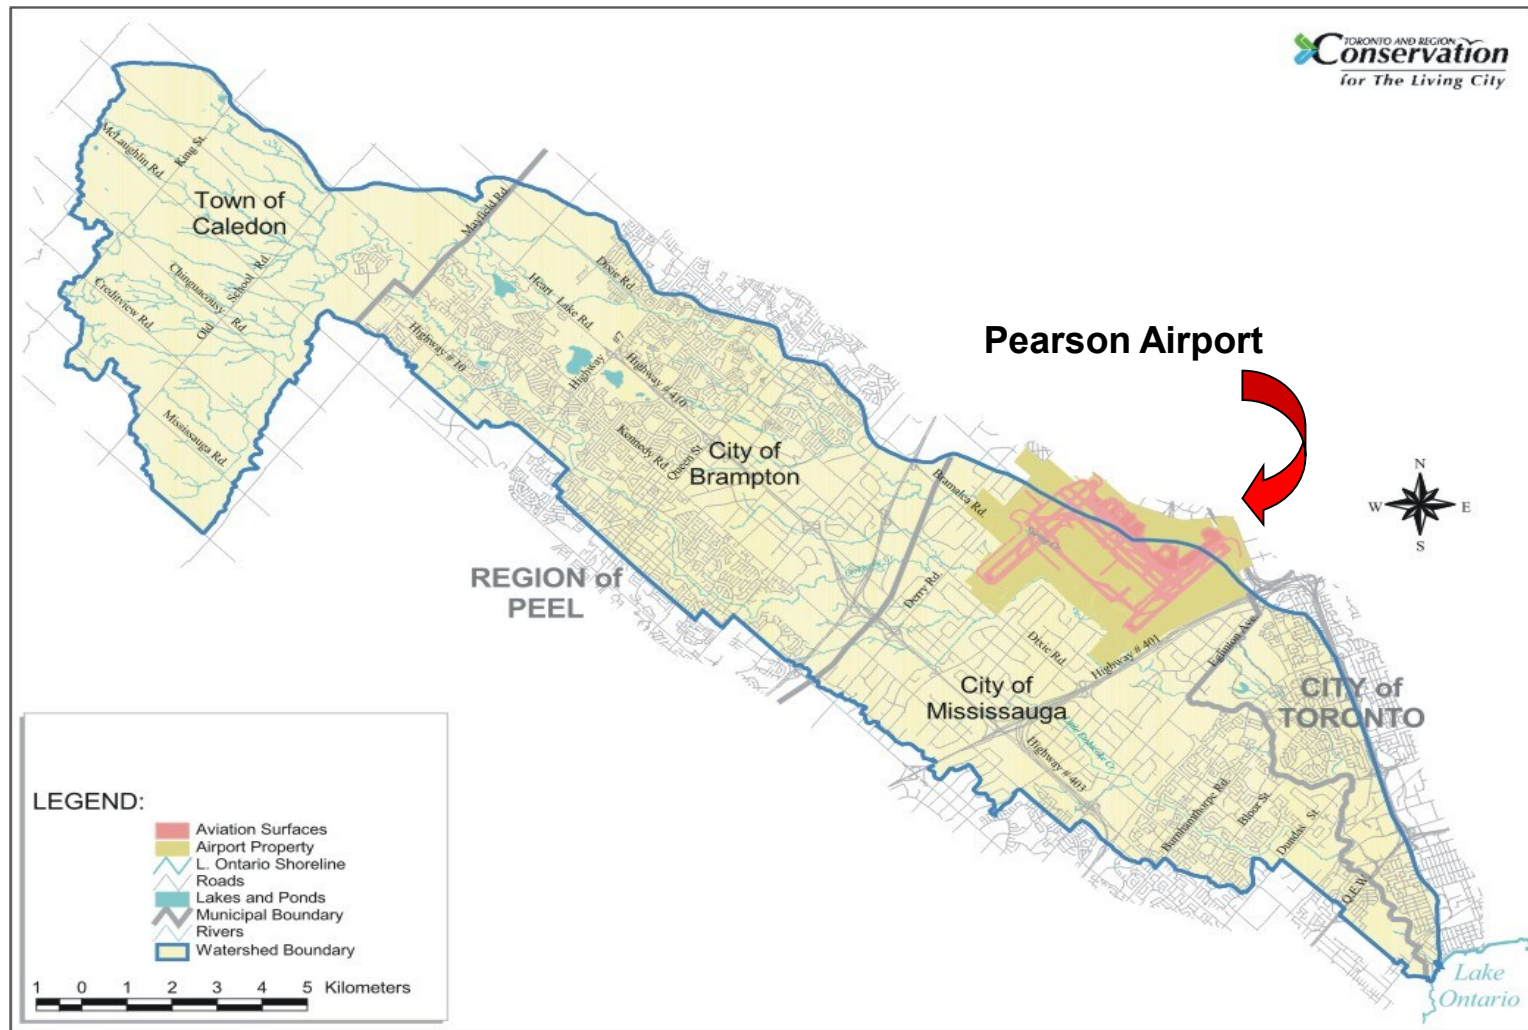 TORONTO AND REGION
Conservation
for The Living City
King St.
McLaughlin Rd.
Town of
Caledon
Mayfield Rd.
Old School Rd.
Chinguacousy Rd.
Creditview Rd.
Mississauga Rd.
Heart Lake Rd.
Dixie Rd.
Highway # 10
Highway #7
Highway # 410
Kennedy Rd.
Queen St.
City of
Brampton
Pearson Airport
Bramalea Rd.
N
W
E
S
REGION of
PEEL
Derry Rd.
Dixie Rd.
Highway # 401
Eglinton Ave.
City of
Mississauga
CITY of
TORONTO
Little Etobicoke Cr.
Highway # 403
Burnhamthorpe Rd.
Bloor St.
Dundas St.
Q.E.W.
Lake
Ontario
LEGEND:
Aviation Surfaces
Airport Property
L. Ontario Shoreline
Roads
Lakes and Ponds
Municipal Boundary
Rivers
Watershed Boundary
1 0 1 2 3 4 5 Kilometers